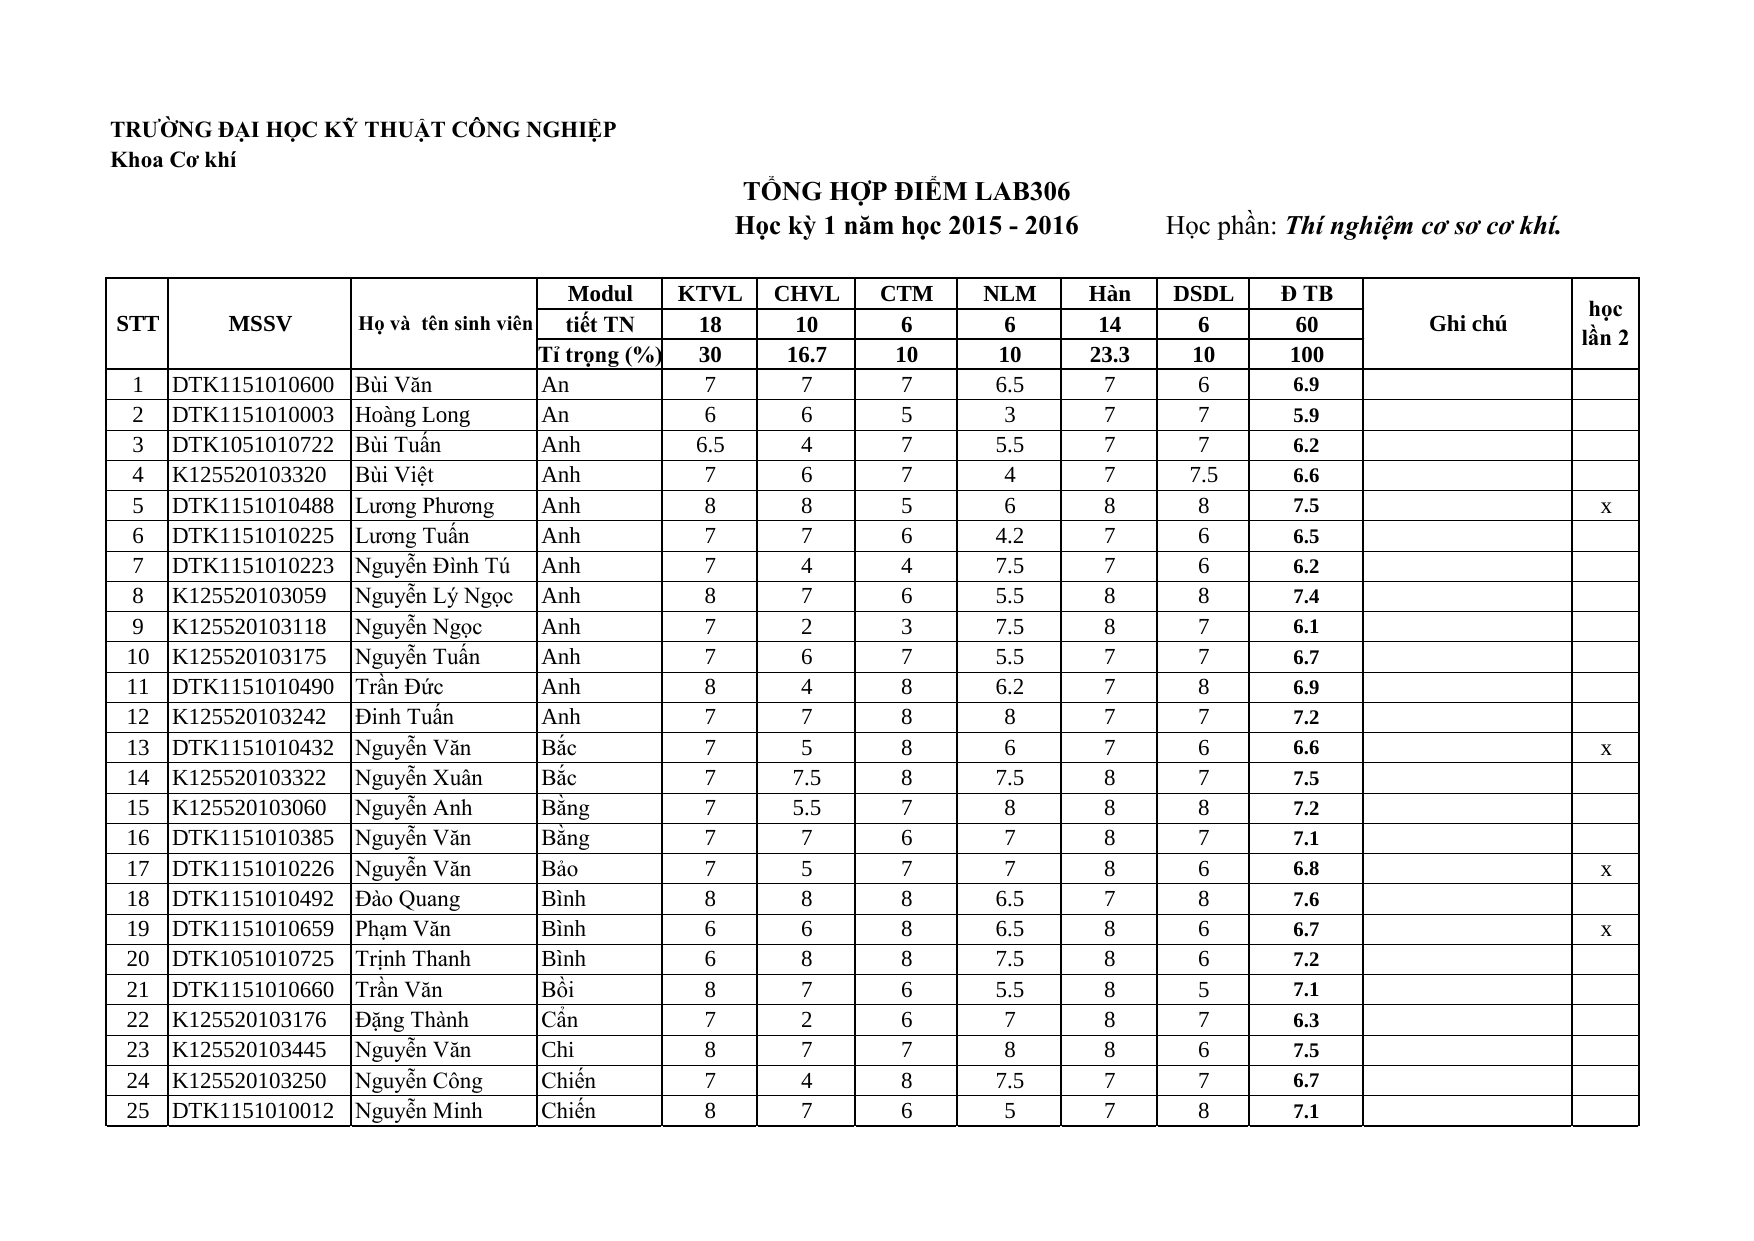 TRƯỜNG ĐẠI HỌC KỸ THUẬT CÔNG NGHIỆP
Khoa Cơ khí
TỔNG HỢP ĐIỂM LAB306
Học kỳ 1 năm học 2015 - 2016 Học phần: Thí nghiệm cơ sơ cơ khí.
STT MSSV Họ và tên sinh viên Modul KTVL CHVL CTM NLM Hàn DSDL Đ TB Ghi chú học lần 2
tiết TN 18 10 6 6 14 6 60
Tỉ trọng (%) 30 16.7 10 10 23.3 10 100
1 DTK1151010600 Bùi Văn An 7 7 7 6.5 7 6 6.9
2 DTK1151010003 Hoàng Long An 6 6 5 3 7 7 5.9
3 DTK1051010722 Bùi Tuấn Anh 6.5 4 7 5.5 7 7 6.2
4 K125520103320 Bùi Việt Anh 7 6 7 4 7 7.5 6.6
5 DTK1151010488 Lương Phương Anh 8 8 5 6 8 8 7.5 x
6 DTK1151010225 Lương Tuấn Anh 7 7 6 4.2 7 6 6.5
7 DTK1151010223 Nguyễn Đình Tú Anh 7 4 4 7.5 7 6 6.2
8 K125520103059 Nguyễn Lý Ngọc Anh 8 7 6 5.5 8 8 7.4
9 K125520103118 Nguyễn Ngọc Anh 7 2 3 7.5 8 7 6.1
10 K125520103175 Nguyễn Tuấn Anh 7 6 7 5.5 7 7 6.7
11 DTK1151010490 Trần Đức Anh 8 4 8 6.2 7 8 6.9
12 K125520103242 Đinh Tuấn Anh 7 7 8 8 7 7 7.2
13 DTK1151010432 Nguyễn Văn Bắc 7 5 8 6 7 6 6.6 x
14 K125520103322 Nguyễn Xuân Bắc 7 7.5 8 7.5 8 7 7.5
15 K125520103060 Nguyễn Anh Bằng 7 5.5 7 8 8 8 7.2
16 DTK1151010385 Nguyễn Văn Bằng 7 7 6 7 8 7 7.1
17 DTK1151010226 Nguyễn Văn Bảo 7 5 7 7 8 6 6.8 x
18 DTK1151010492 Đào Quang Bình 8 8 8 6.5 7 8 7.6
19 DTK1151010659 Phạm Văn Bình 6 6 8 6.5 8 6 6.7 x
20 DTK1051010725 Trịnh Thanh Bình 6 8 8 7.5 8 6 7.2
21 DTK1151010660 Trần Văn Bồi 8 7 6 5.5 8 5 7.1
22 K125520103176 Đặng Thành Cẩn 7 2 6 7 8 7 6.3
23 K125520103445 Nguyễn Văn Chi 8 7 7 8 8 6 7.5
24 K125520103250 Nguyễn Công Chiến 7 4 8 7.5 7 7 6.7
25 DTK1151010012 Nguyễn Minh Chiến 8 7 6 5 7 8 7.1